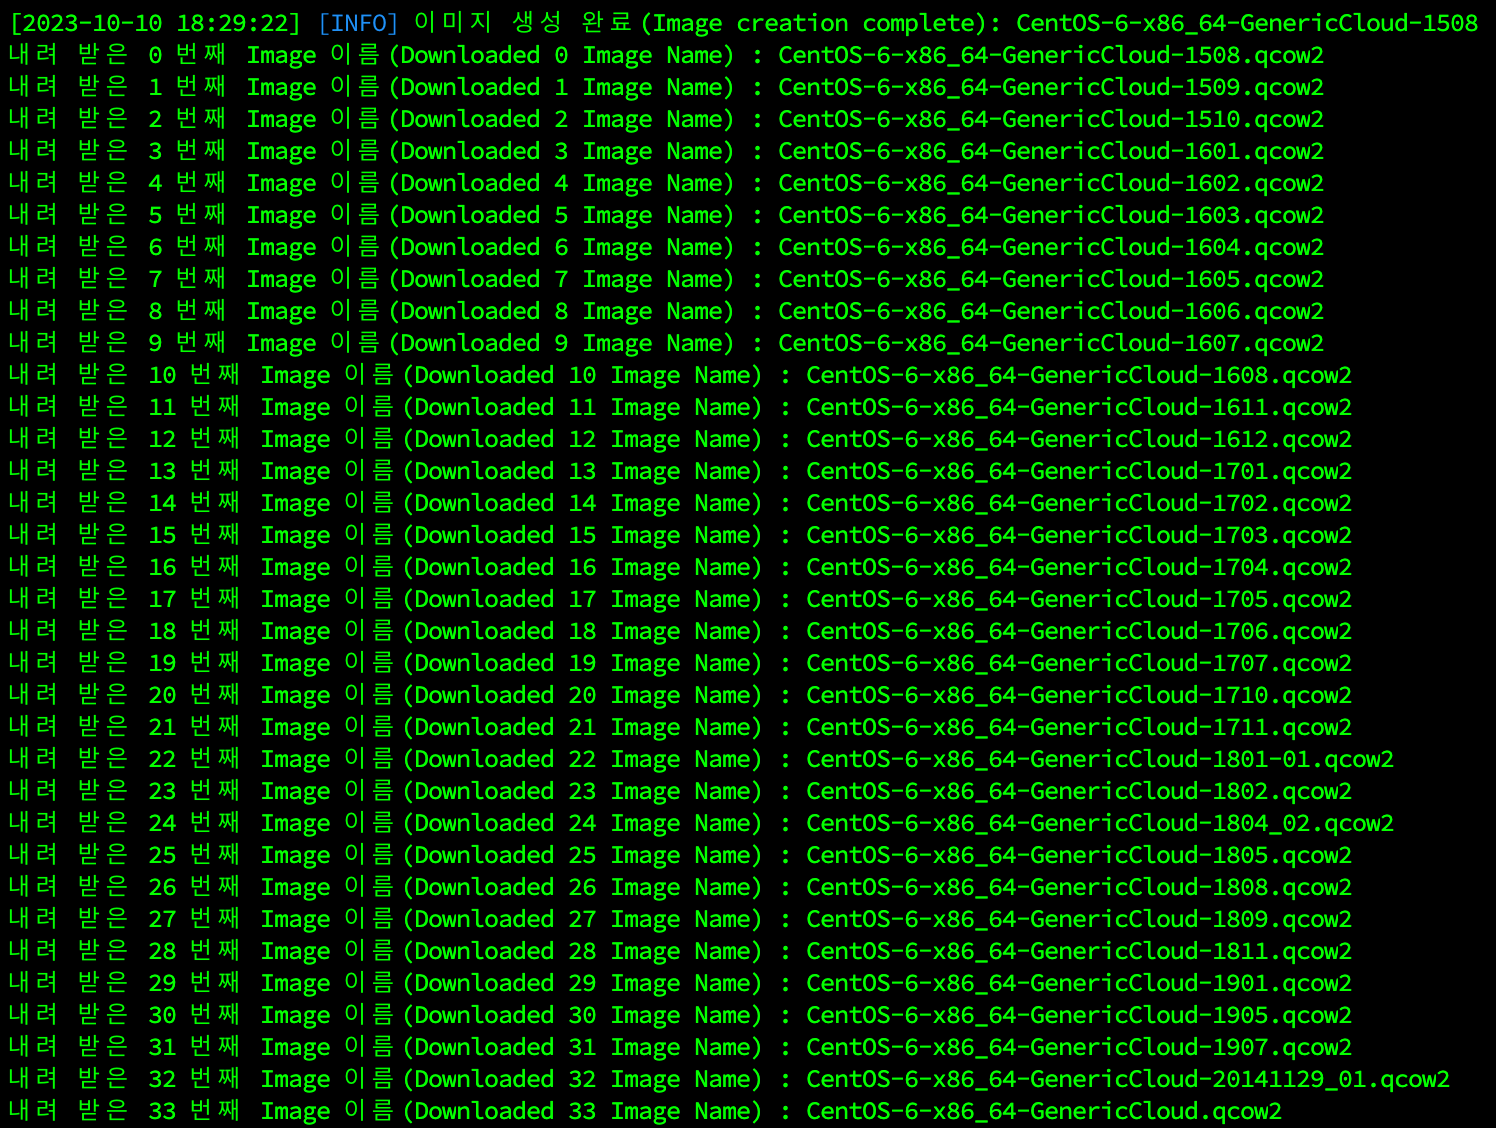 [2023-10-10 18:29:22] [INFO] 이미지 생성 완료(Image creation complete): CentOS-6-x86_64-GenericCloud-1508
내려 받은 0 번째 Image 이름(Downloaded 0 Image Name) : CentOS-6-x86_64-GenericCloud-1508.qcow2
내려 받은 1 번째 Image 이름(Downloaded 1 Image Name) : CentOS-6-x86_64-GenericCloud-1509.qcow2
내려 받은 2 번째 Image 이름(Downloaded 2 Image Name) : CentOS-6-x86_64-GenericCloud-1510.qcow2
내려 받은 3 번째 Image 이름(Downloaded 3 Image Name) : CentOS-6-x86_64-GenericCloud-1601.qcow2
내려 받은 4 번째 Image 이름(Downloaded 4 Image Name) : CentOS-6-x86_64-GenericCloud-1602.qcow2
내려 받은 5 번째 Image 이름(Downloaded 5 Image Name) : CentOS-6-x86_64-GenericCloud-1603.qcow2
내려 받은 6 번째 Image 이름(Downloaded 6 Image Name) : CentOS-6-x86_64-GenericCloud-1604.qcow2
내려 받은 7 번째 Image 이름(Downloaded 7 Image Name) : CentOS-6-x86_64-GenericCloud-1605.qcow2
내려 받은 8 번째 Image 이름(Downloaded 8 Image Name) : CentOS-6-x86_64-GenericCloud-1606.qcow2
내려 받은 9 번째 Image 이름(Downloaded 9 Image Name) : CentOS-6-x86_64-GenericCloud-1607.qcow2
내려 받은 10 번째 Image 이름(Downloaded 10 Image Name) : CentOS-6-x86_64-GenericCloud-1608.qcow2
내려 받은 11 번째 Image 이름(Downloaded 11 Image Name) : CentOS-6-x86_64-GenericCloud-1611.qcow2
내려 받은 12 번째 Image 이름(Downloaded 12 Image Name) : CentOS-6-x86_64-GenericCloud-1612.qcow2
내려 받은 13 번째 Image 이름(Downloaded 13 Image Name) : CentOS-6-x86_64-GenericCloud-1701.qcow2
내려 받은 14 번째 Image 이름(Downloaded 14 Image Name) : CentOS-6-x86_64-GenericCloud-1702.qcow2
내려 받은 15 번째 Image 이름(Downloaded 15 Image Name) : CentOS-6-x86_64-GenericCloud-1703.qcow2
내려 받은 16 번째 Image 이름(Downloaded 16 Image Name) : CentOS-6-x86_64-GenericCloud-1704.qcow2
내려 받은 17 번째 Image 이름(Downloaded 17 Image Name) : CentOS-6-x86_64-GenericCloud-1705.qcow2
내려 받은 18 번째 Image 이름(Downloaded 18 Image Name) : CentOS-6-x86_64-GenericCloud-1706.qcow2
내려 받은 19 번째 Image 이름(Downloaded 19 Image Name) : CentOS-6-x86_64-GenericCloud-1707.qcow2
내려 받은 20 번째 Image 이름(Downloaded 20 Image Name) : CentOS-6-x86_64-GenericCloud-1710.qcow2
내려 받은 21 번째 Image 이름(Downloaded 21 Image Name) : CentOS-6-x86_64-GenericCloud-1711.qcow2
내려 받은 22 번째 Image 이름(Downloaded 22 Image Name) : CentOS-6-x86_64-GenericCloud-1801-01.qcow2
내려 받은 23 번째 Image 이름(Downloaded 23 Image Name) : CentOS-6-x86_64-GenericCloud-1802.qcow2
내려 받은 24 번째 Image 이름(Downloaded 24 Image Name) : CentOS-6-x86_64-GenericCloud-1804_02.qcow2
내려 받은 25 번째 Image 이름(Downloaded 25 Image Name) : CentOS-6-x86_64-GenericCloud-1805.qcow2
내려 받은 26 번째 Image 이름(Downloaded 26 Image Name) : CentOS-6-x86_64-GenericCloud-1808.qcow2
내려 받은 27 번째 Image 이름(Downloaded 27 Image Name) : CentOS-6-x86_64-GenericCloud-1809.qcow2
내려 받은 28 번째 Image 이름(Downloaded 28 Image Name) : CentOS-6-x86_64-GenericCloud-1811.qcow2
내려 받은 29 번째 Image 이름(Downloaded 29 Image Name) : CentOS-6-x86_64-GenericCloud-1901.qcow2
내려 받은 30 번째 Image 이름(Downloaded 30 Image Name) : CentOS-6-x86_64-GenericCloud-1905.qcow2
내려 받은 31 번째 Image 이름(Downloaded 31 Image Name) : CentOS-6-x86_64-GenericCloud-1907.qcow2
내려 받은 32 번째 Image 이름(Downloaded 32 Image Name) : CentOS-6-x86_64-GenericCloud-20141129_01.qcow2
내려 받은 33 번째 Image 이름(Downloaded 33 Image Name) : CentOS-6-x86_64-GenericCloud.qcow2